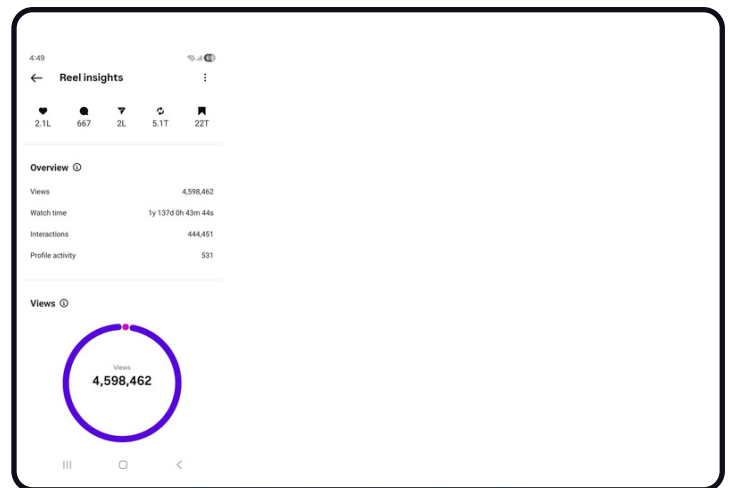 4:49
Reel insights
2.1L 667 2L 5.1T 22T
Overview
Views 4,598,462
Watch time 1y 137d 0h 43m 44s
Interactions 444,451
Profile activity 531
Views
Views
4,598,462